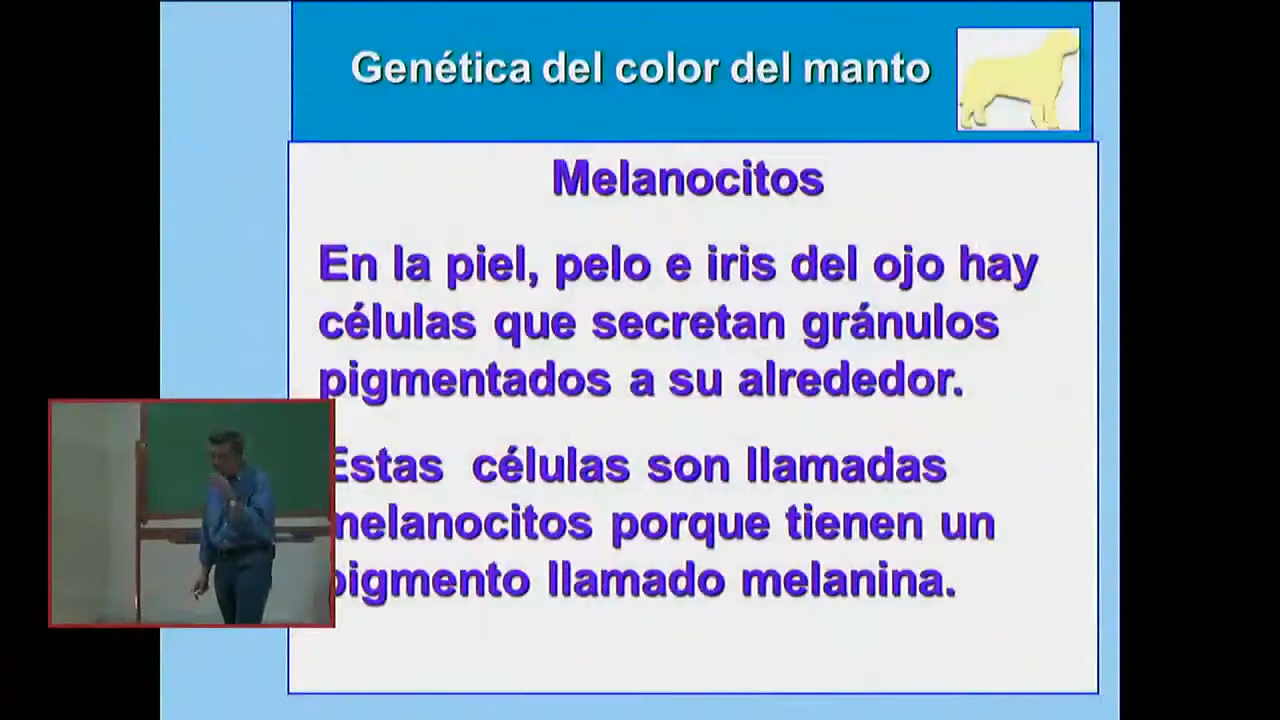 Genética del color del manto
Melanocitos
En la piel, pelo e iris del ojo hay
células que secretan gránulos
pigmentados a su alrededor.
Estas células son llamadas
melanocitos porque tienen un
pigmento llamado melanina.